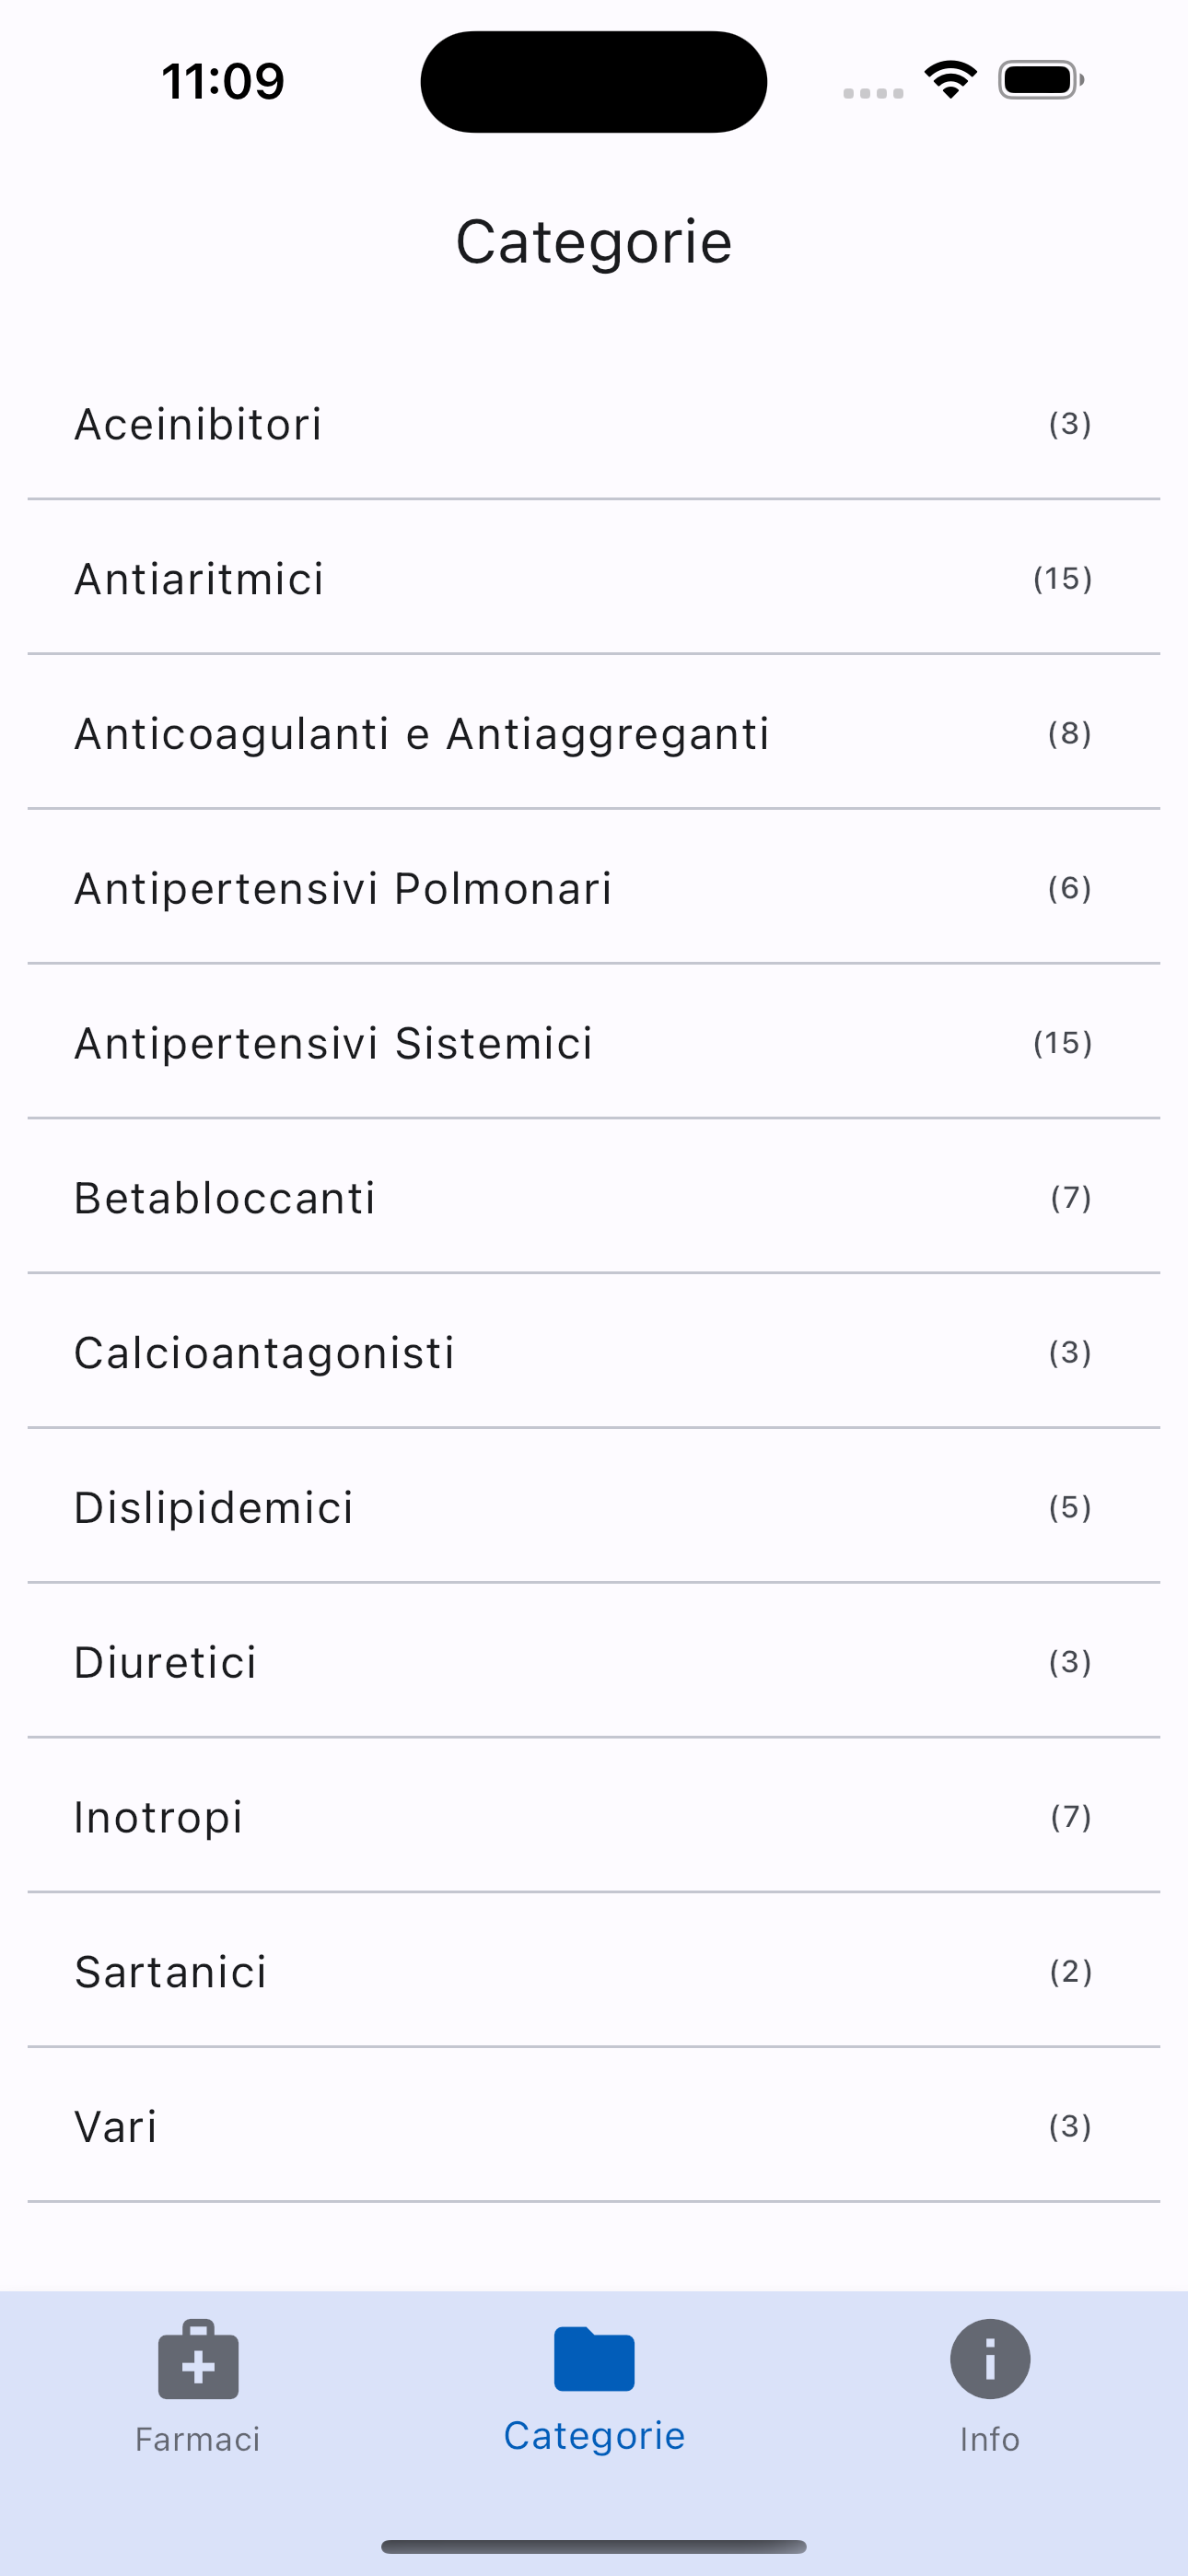 11:09
Categorie
Aceinibitori (3)
Antiaritmici (15)
Anticoagulanti e Antiaggreganti (8)
Antipertensivi Polmonari (6)
Antipertensivi Sistemici (15)
Betabloccanti (7)
Calcioantagonisti (3)
Dislipidemici (5)
Diuretici (3)
Inotropi (7)
Sartanici (2)
Vari (3)
Farmaci Categorie Info